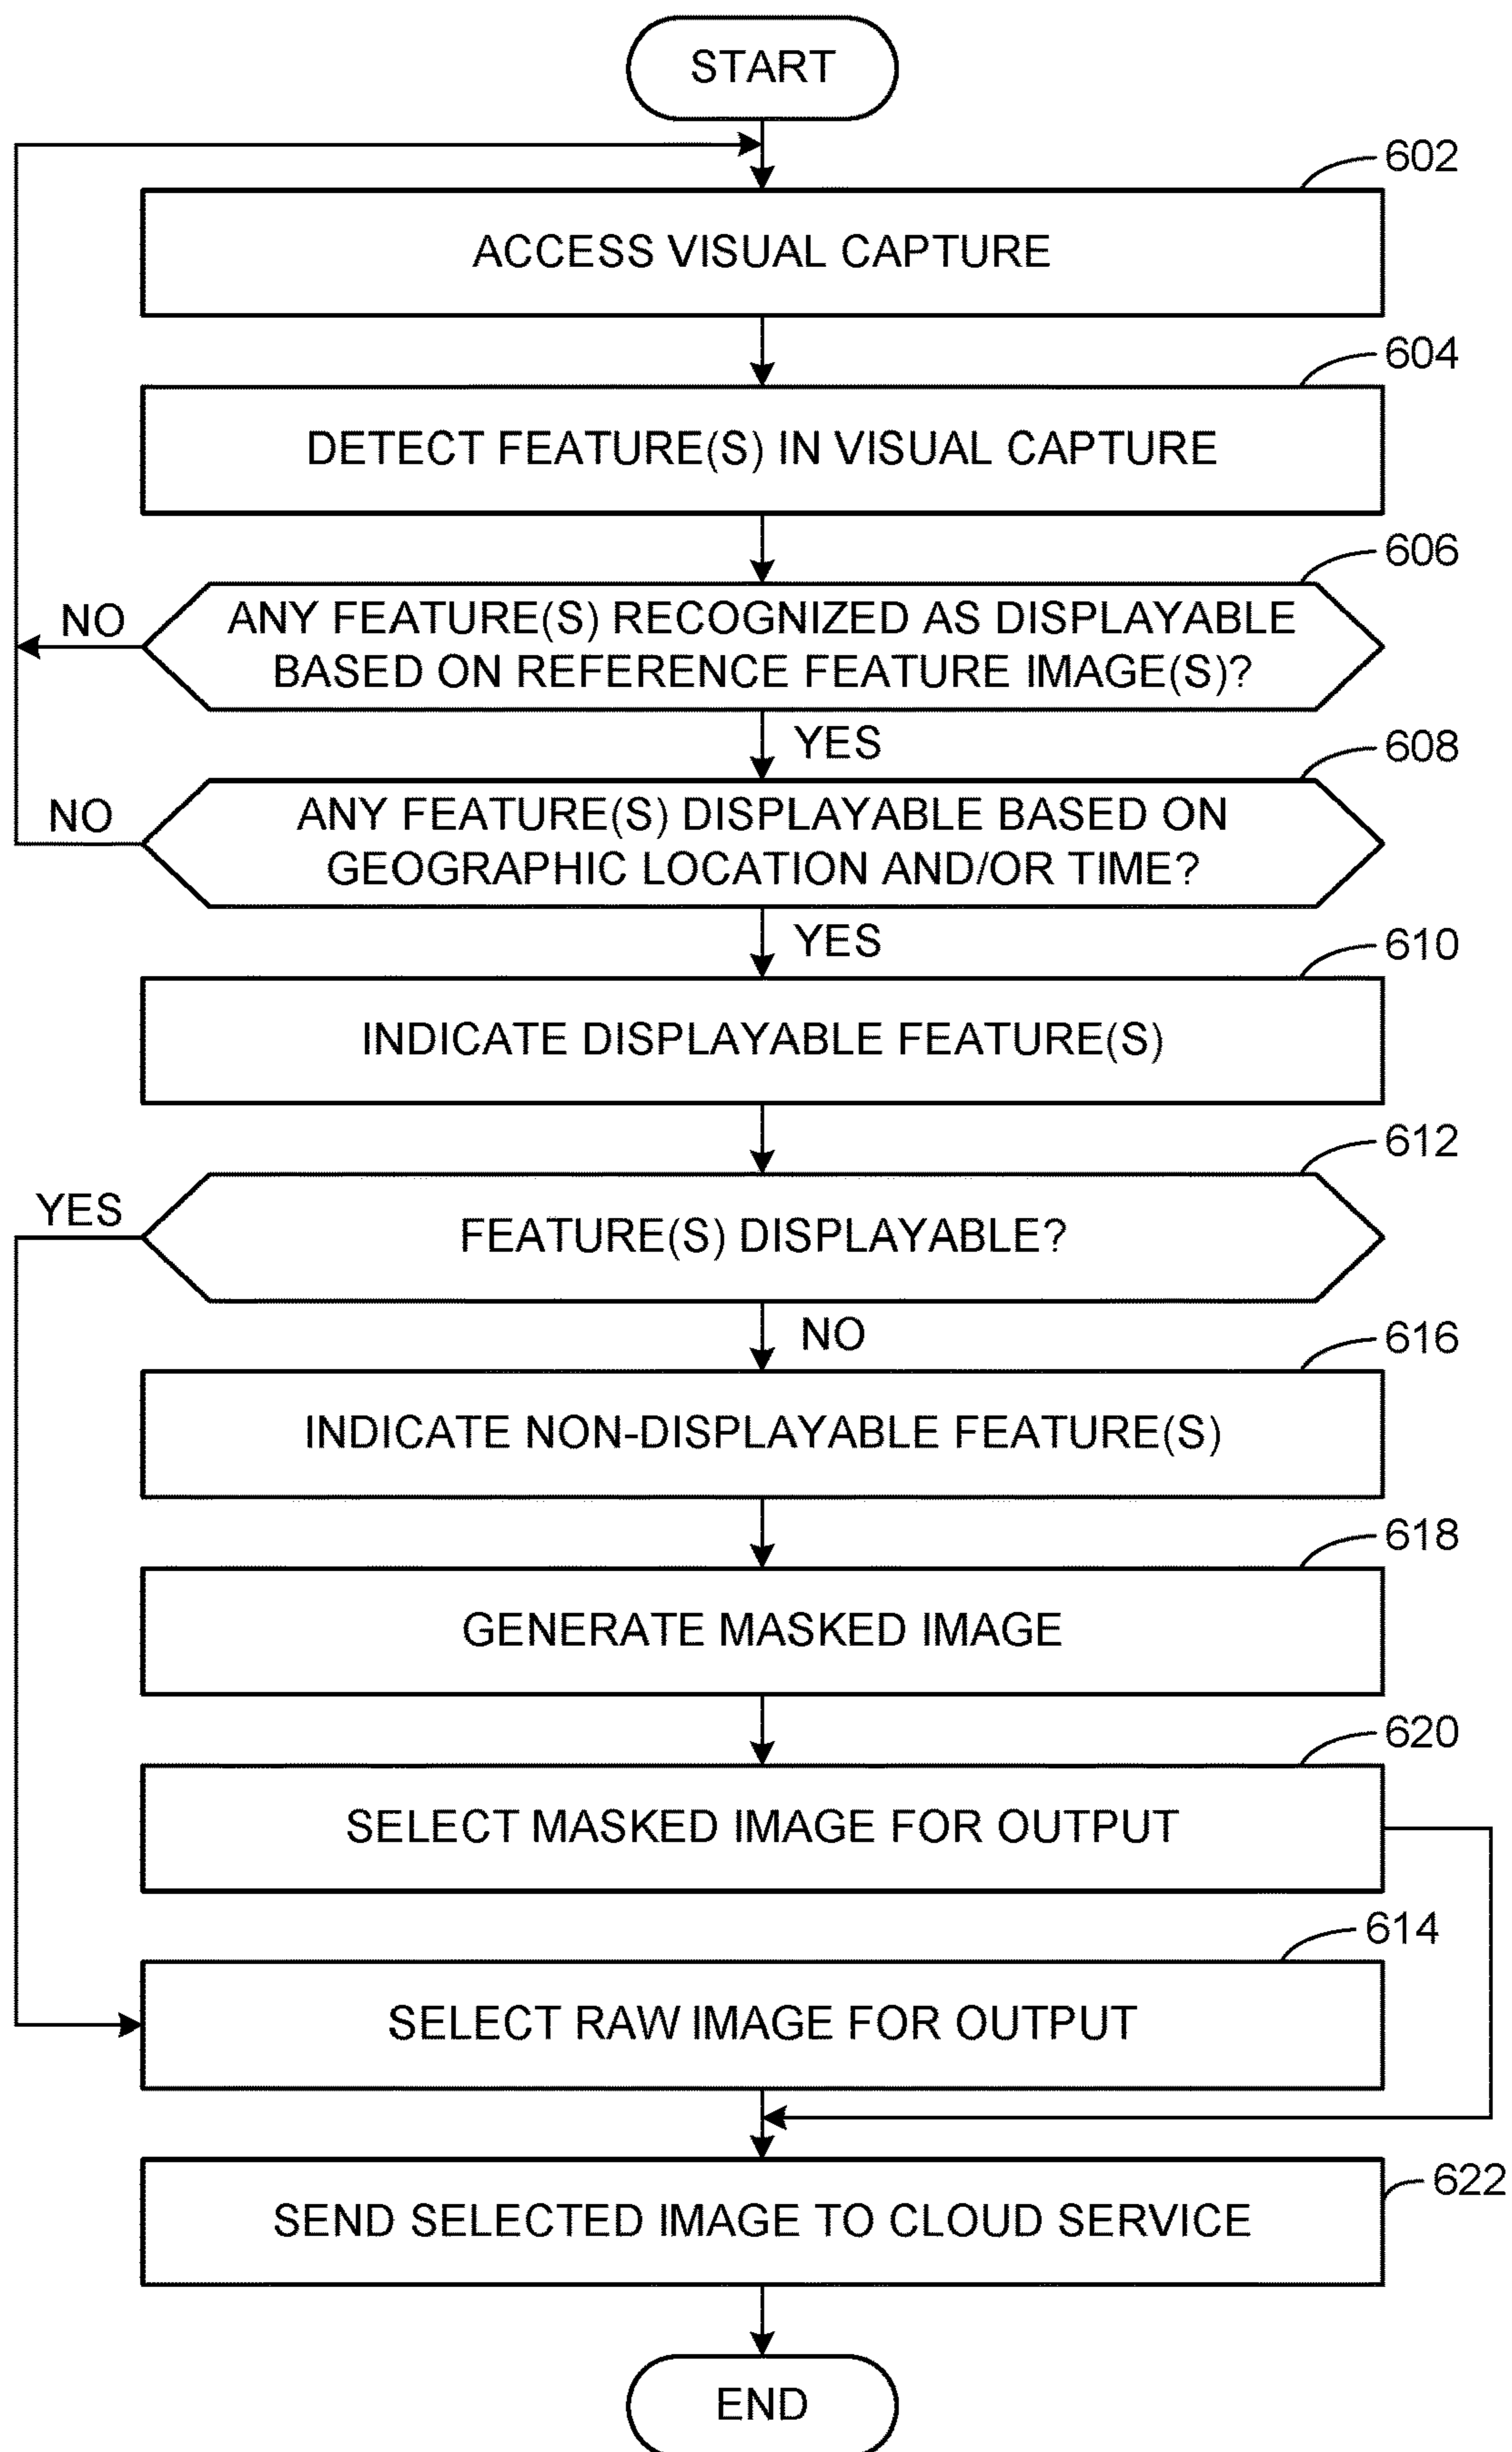 START
602
ACCESS VISUAL CAPTURE
604
DETECT FEATURE(S) IN VISUAL CAPTURE
606
NO
ANY FEATURE(S) RECOGNIZED AS DISPLAYABLE
BASED ON REFERENCE FEATURE IMAGE(S)?
YES
608
NO
ANY FEATURE(S) DISPLAYABLE BASED ON
GEOGRAPHIC LOCATION AND/OR TIME?
YES
610
INDICATE DISPLAYABLE FEATURE(S)
612
YES
FEATURE(S) DISPLAYABLE?
NO
616
INDICATE NON-DISPLAYABLE FEATURE(S)
618
GENERATE MASKED IMAGE
620
SELECT MASKED IMAGE FOR OUTPUT
614
SELECT RAW IMAGE FOR OUTPUT
622
SEND SELECTED IMAGE TO CLOUD SERVICE
END